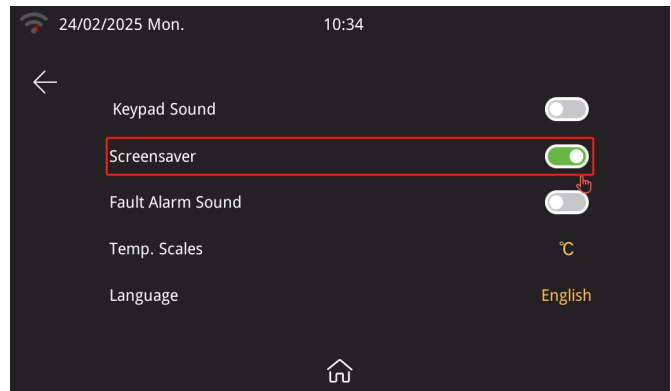 24/02/2025 Mon. 10:34
Keypad Sound
Screensaver
Fault Alarm Sound
Temp. Scales ℃
Language English